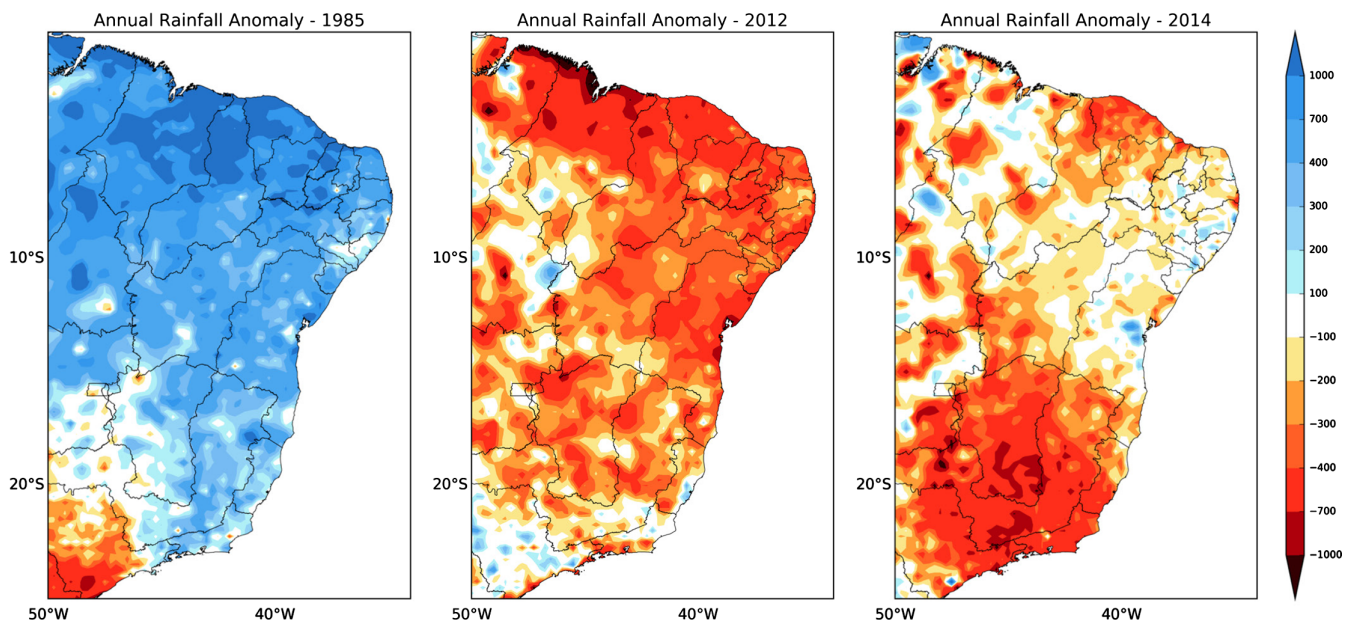 Annual Rainfall Anomaly - 1985
Annual Rainfall Anomaly - 2012
Annual Rainfall Anomaly - 2014
10°S
20°S
50°W
40°W
10°S
20°S
50°W
40°W
10°S
20°S
50°W
40°W
1000
700
400
300
200
100
−100
−200
−300
−400
−700
−1000